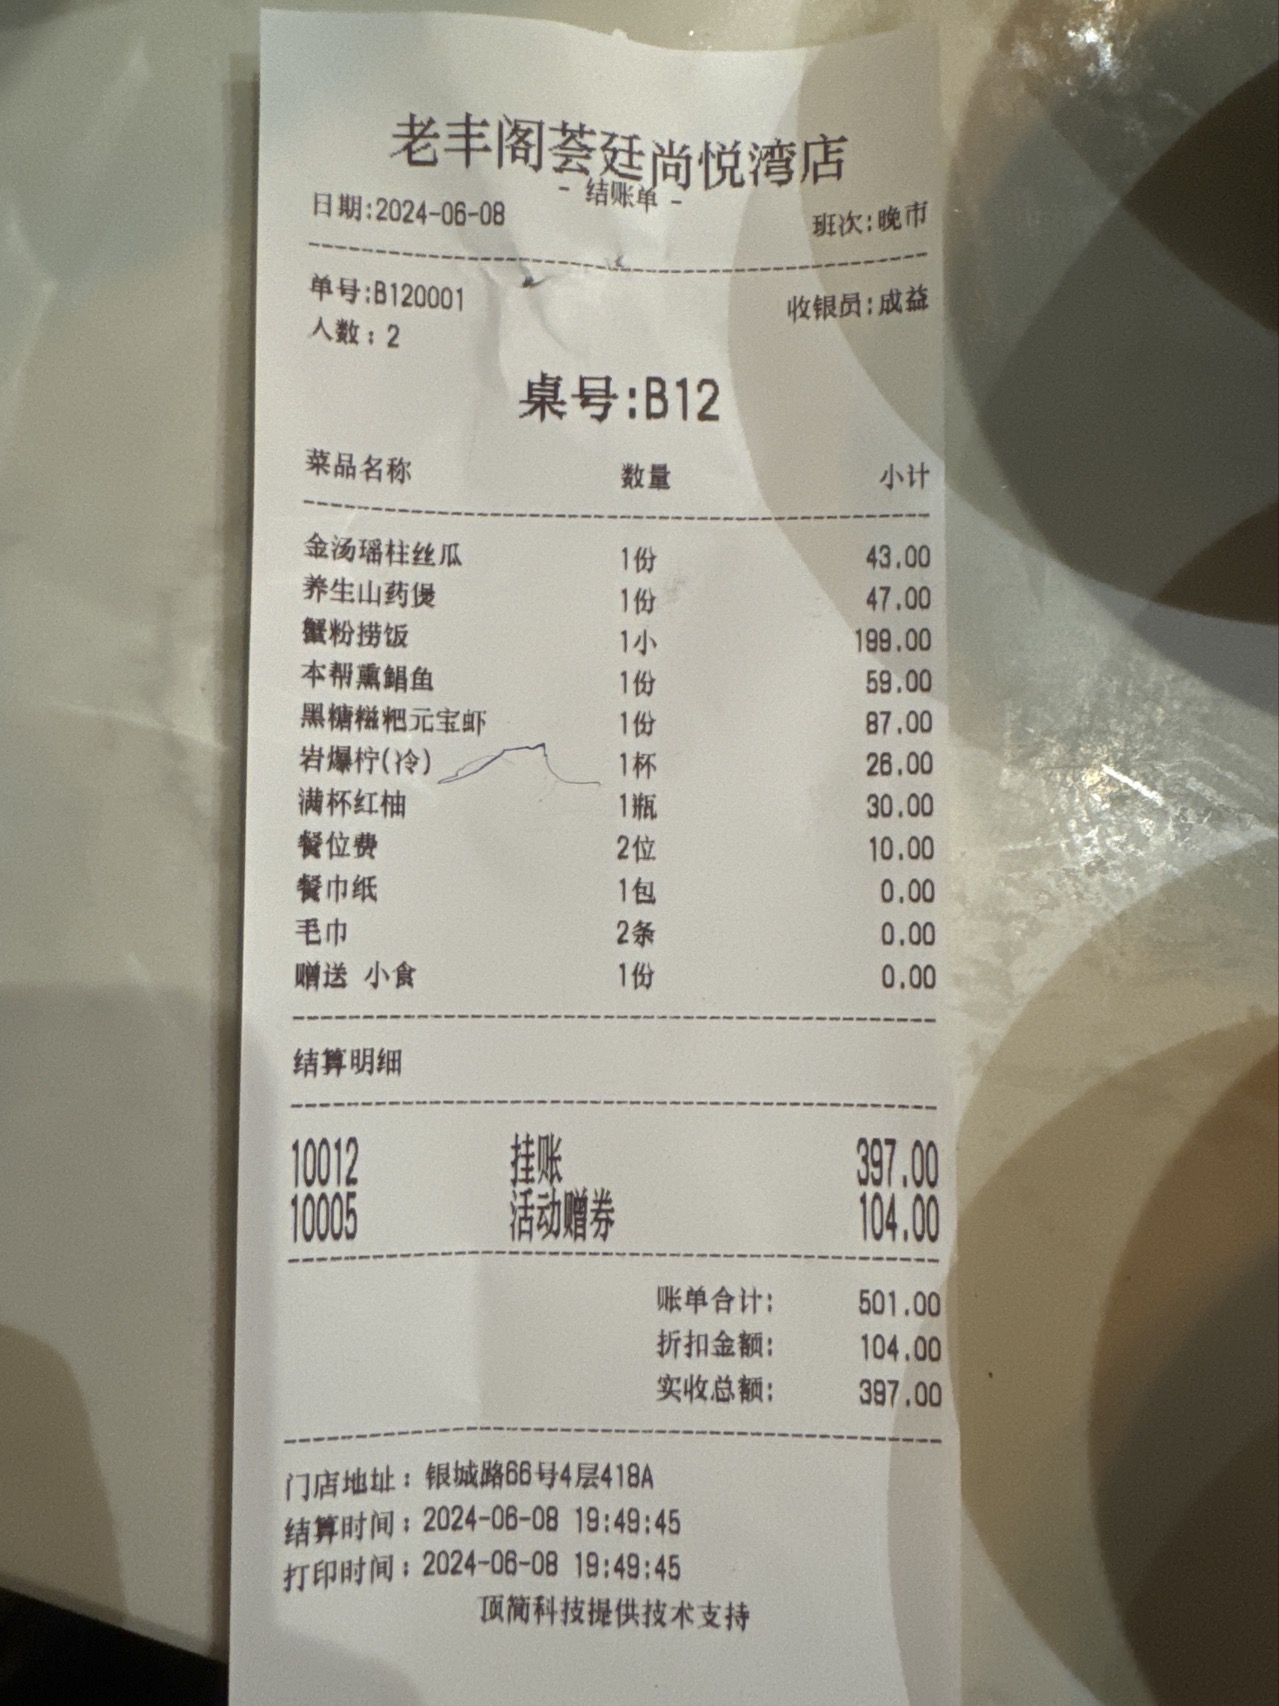 老丰阁荟廷尚悦湾店
- 结账单 -
日期:2024-06-08 班次:晚市
单号:B120001 收银员:成益
人数:2
桌号:B12
菜品名称 数量 小计
金汤瑶柱丝瓜 1份 43.00
养生山药煲 1份 47.00
蟹粉捞饭 1小 199.00
本帮熏鲳鱼 1份 59.00
黑糖糍粑元宝虾 1份 87.00
岩爆柠(冷) 1杯 26.00
满杯红柚 1瓶 30.00
餐位费 2位 10.00
餐巾纸 1包 0.00
毛巾 2条 0.00
赠送 小食 1份 0.00
结算明细
10012 挂账 397.00
10005 活动赠券 104.00
账单合计: 501.00
折扣金额: 104.00
实收总额: 397.00
门店地址:银城路66号4层418A
结算时间:2024-06-08 19:49:45
打印时间:2024-06-08 19:49:45
顶简科技提供技术支持